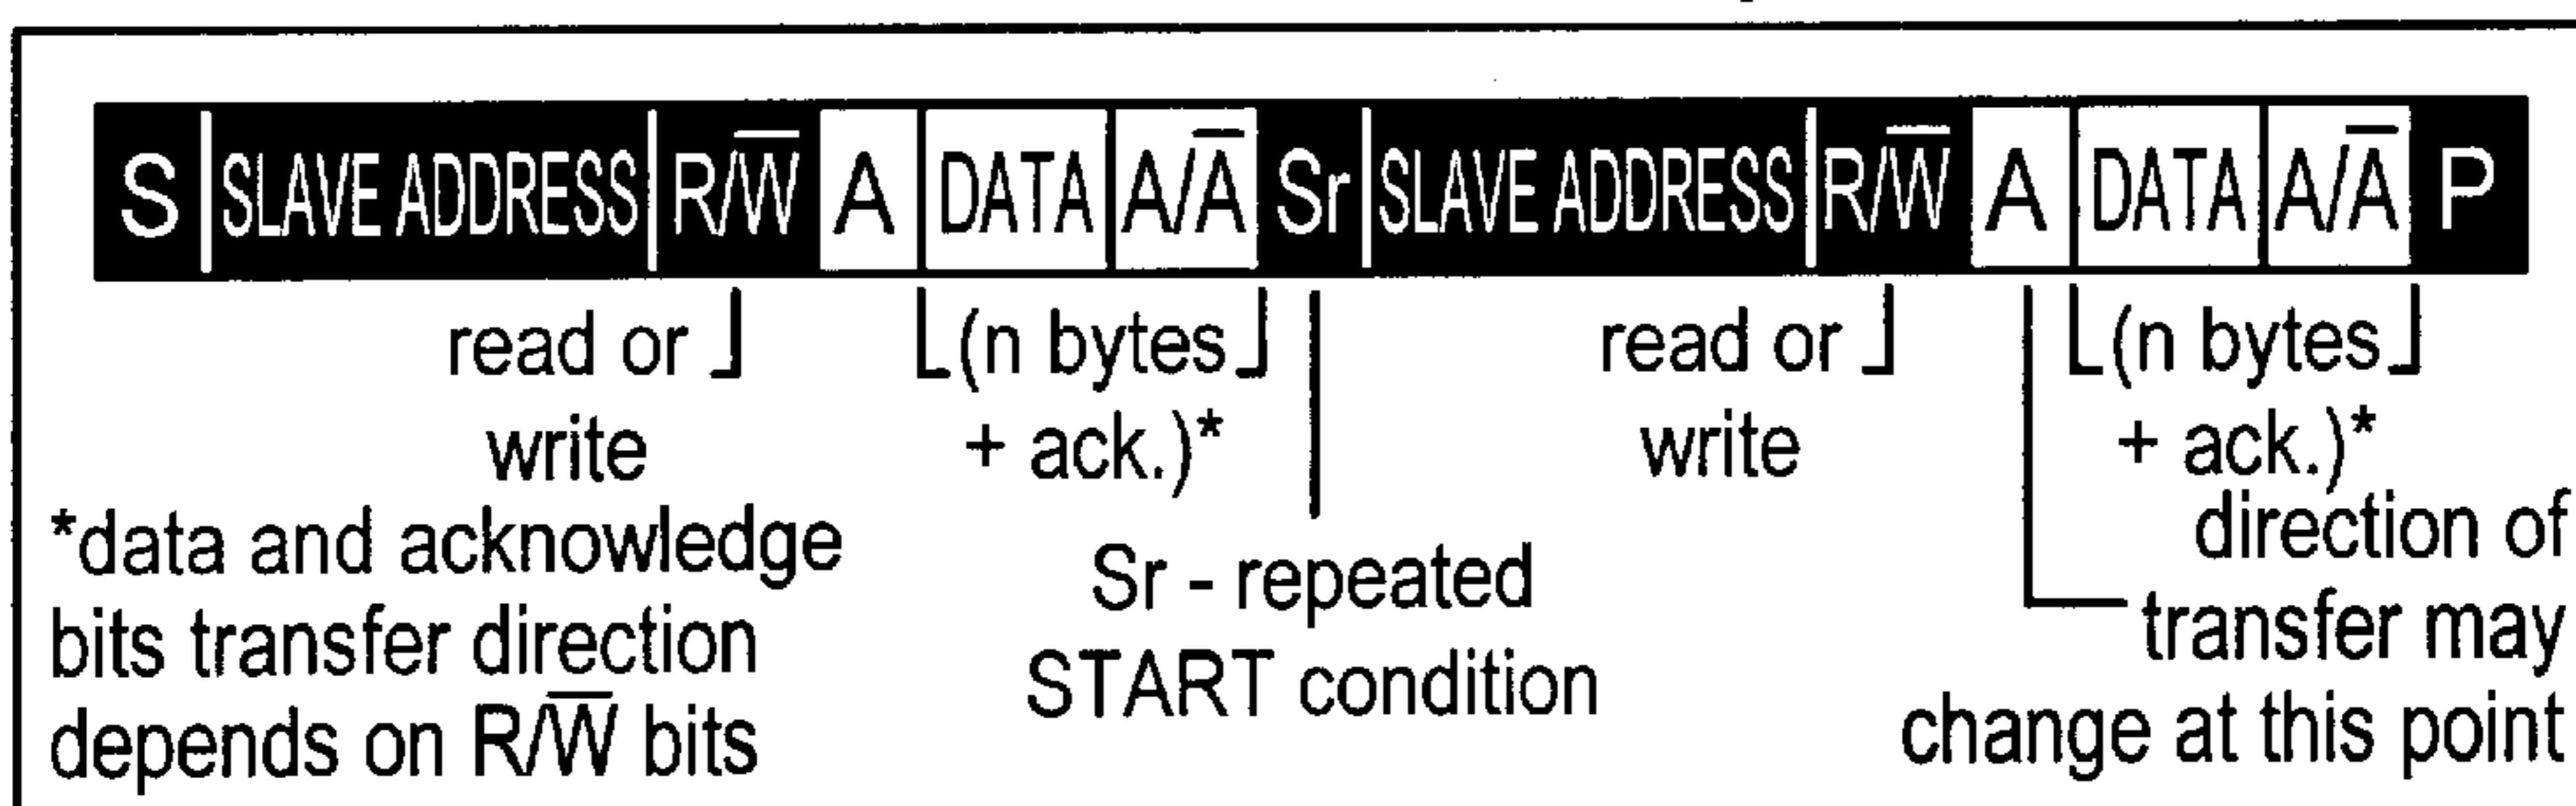 S SLAVE ADDRESS R/W̅ A DATA A/A̅ Sr SLAVE ADDRESS R/W̅ A DATA A/A̅ P
read or (n bytes read or (n bytes
write + ack.)* write + ack.)*
*data and acknowledge
bits transfer direction
depends on R/W̅ bits
Sr - repeated
START condition
direction of
transfer may
change at this point